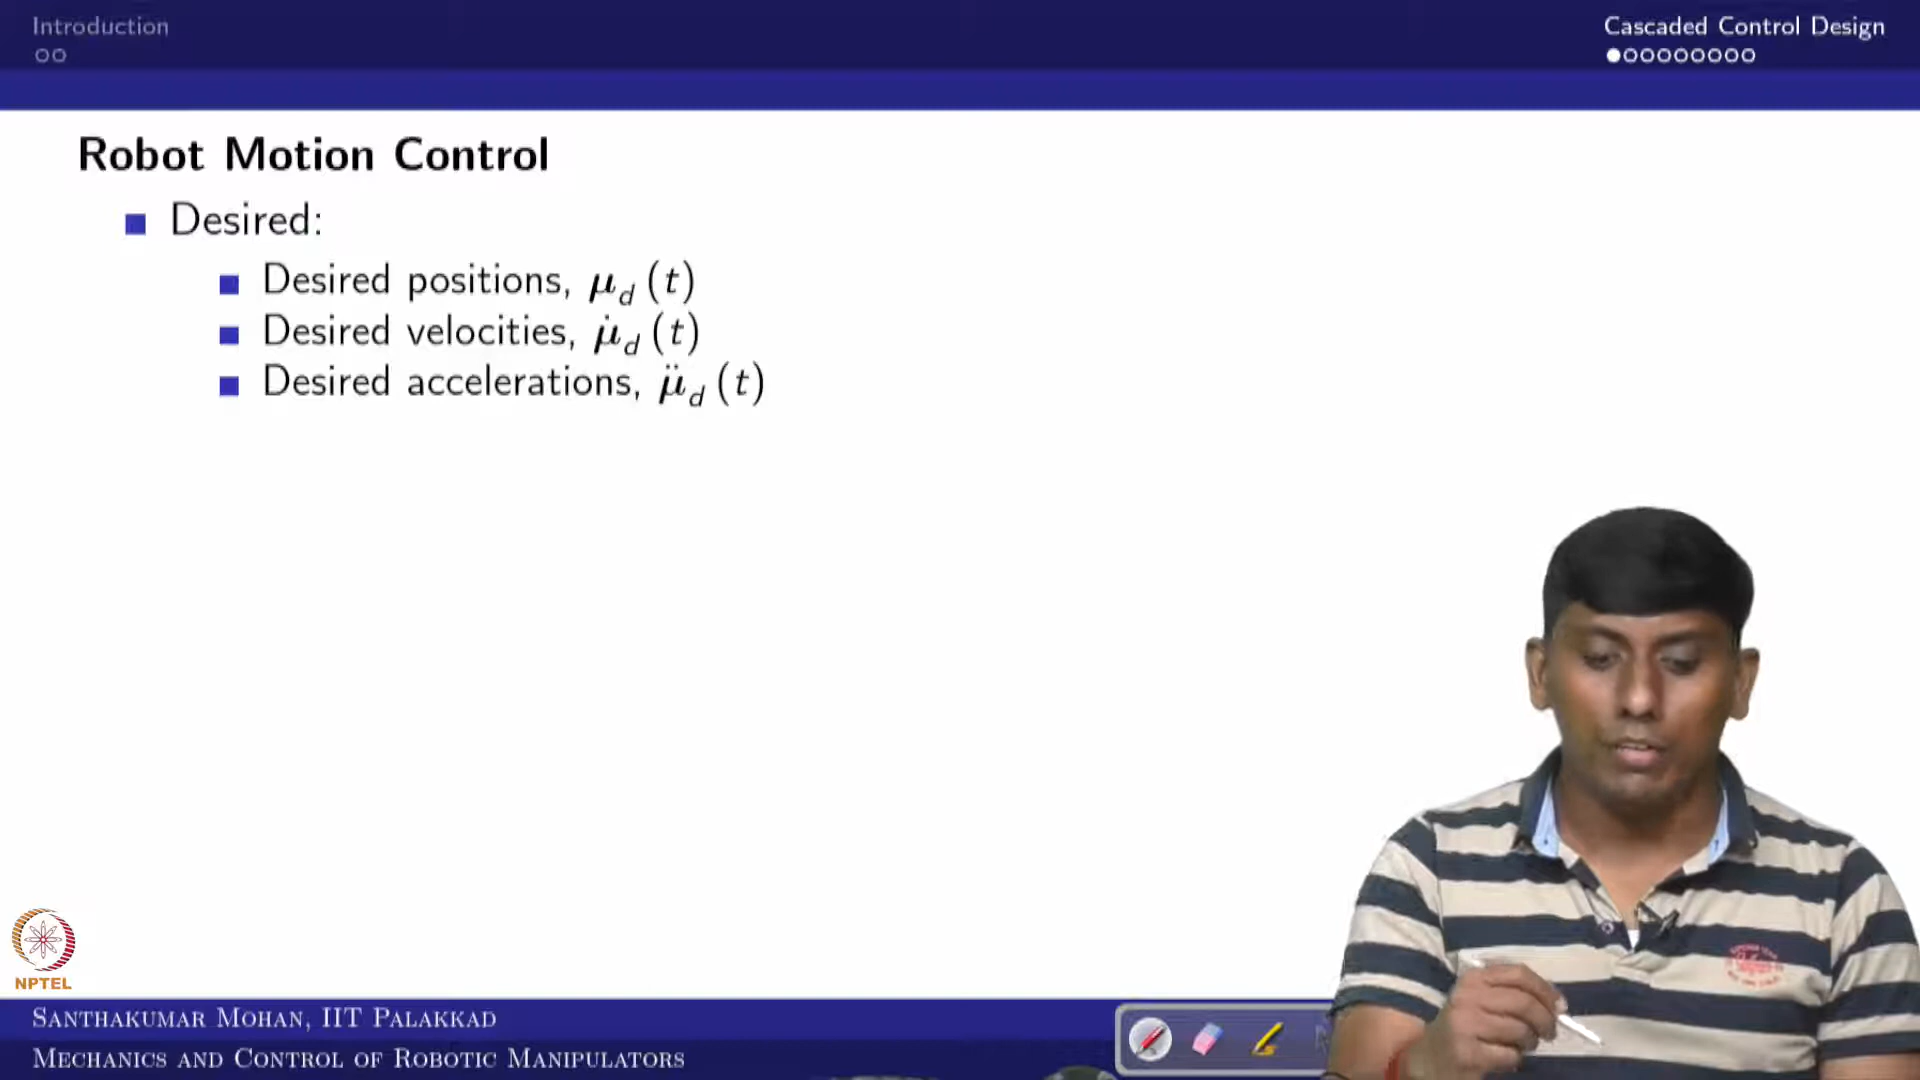 Introduction
Cascaded Control Design
Robot Motion Control
Desired:
Desired positions, μ_d (t)
Desired velocities, μ̇_d (t)
Desired accelerations, μ̈_d (t)
NPTEL
SANTHAKUMAR MOHAN, IIT PALAKKAD
MECHANICS AND CONTROL OF ROBOTIC MANIPULATORS